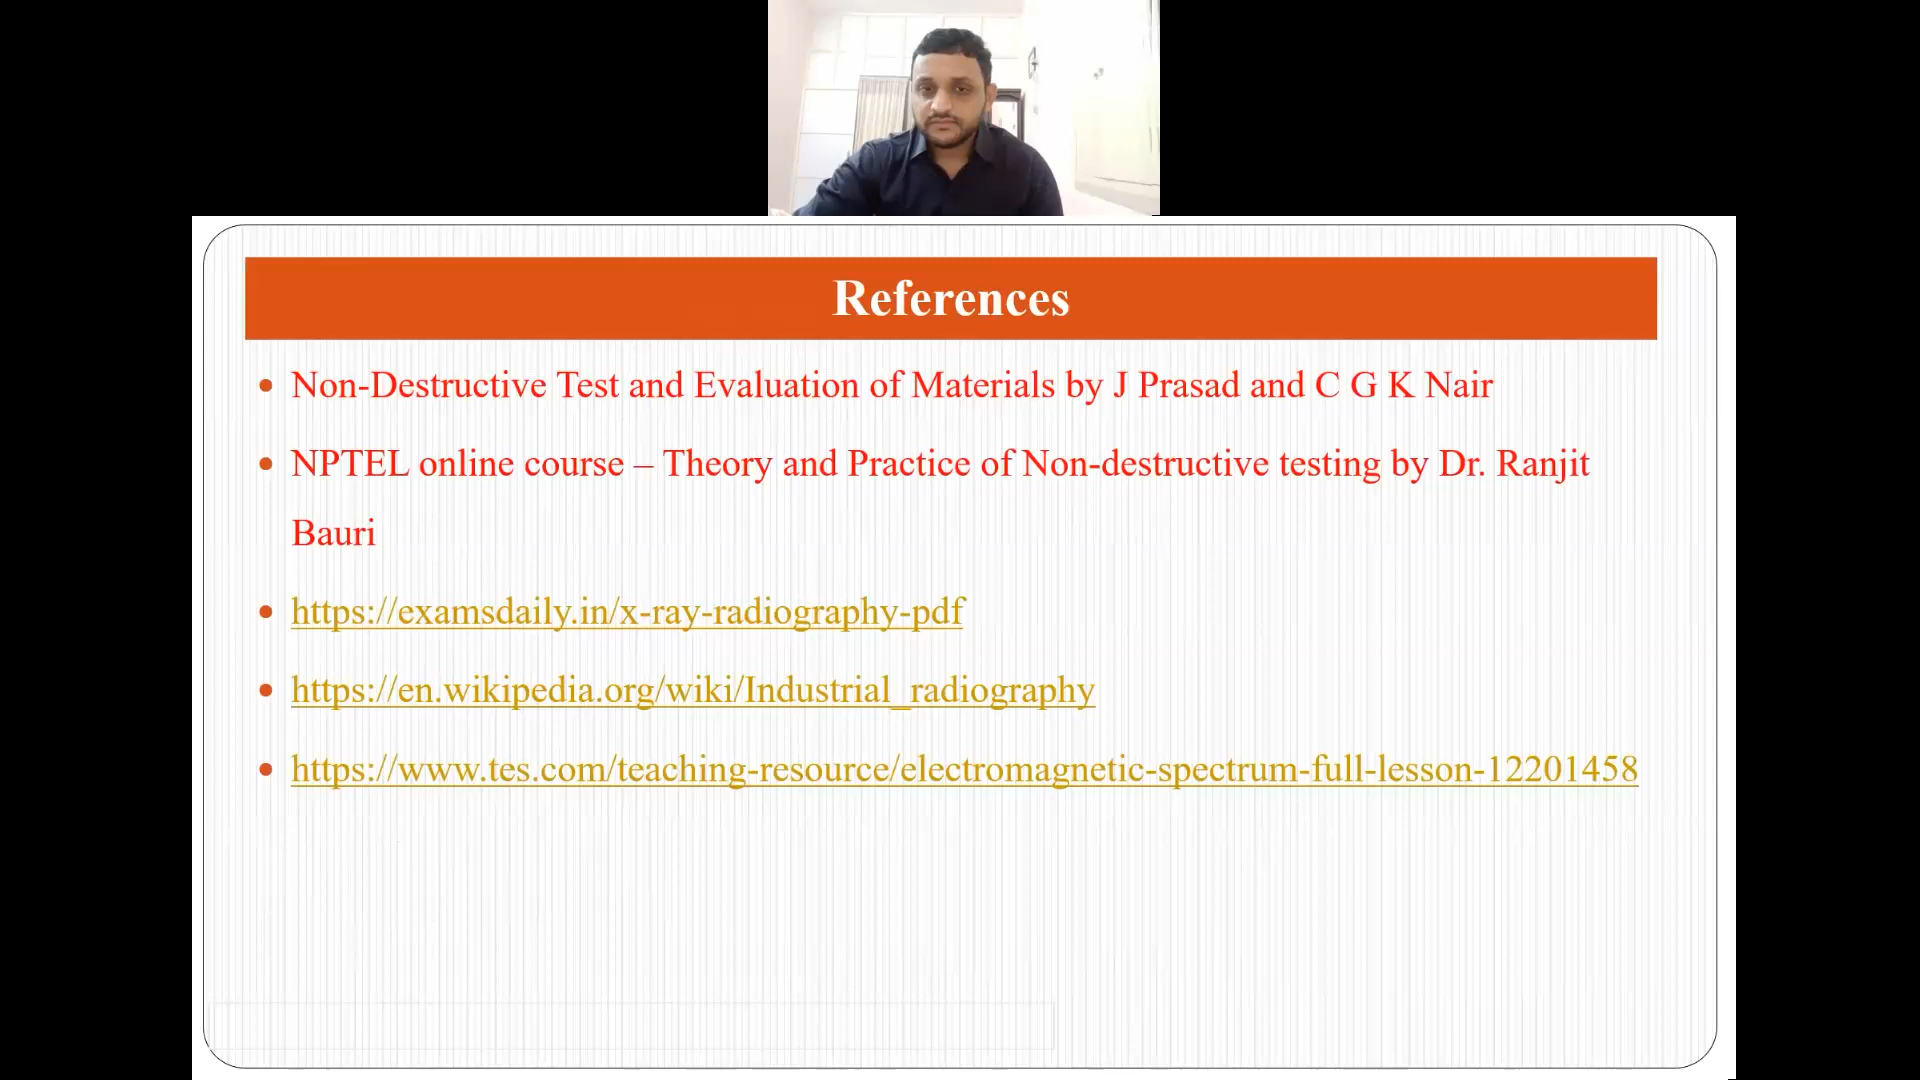 References
Non-Destructive Test and Evaluation of Materials by J Prasad and C G K Nair
NPTEL online course – Theory and Practice of Non-destructive testing by Dr. Ranjit
Bauri
https://examsdaily.in/x-ray-radiography-pdf
https://en.wikipedia.org/wiki/Industrial_radiography
https://www.tes.com/teaching-resource/electromagnetic-spectrum-full-lesson-12201458